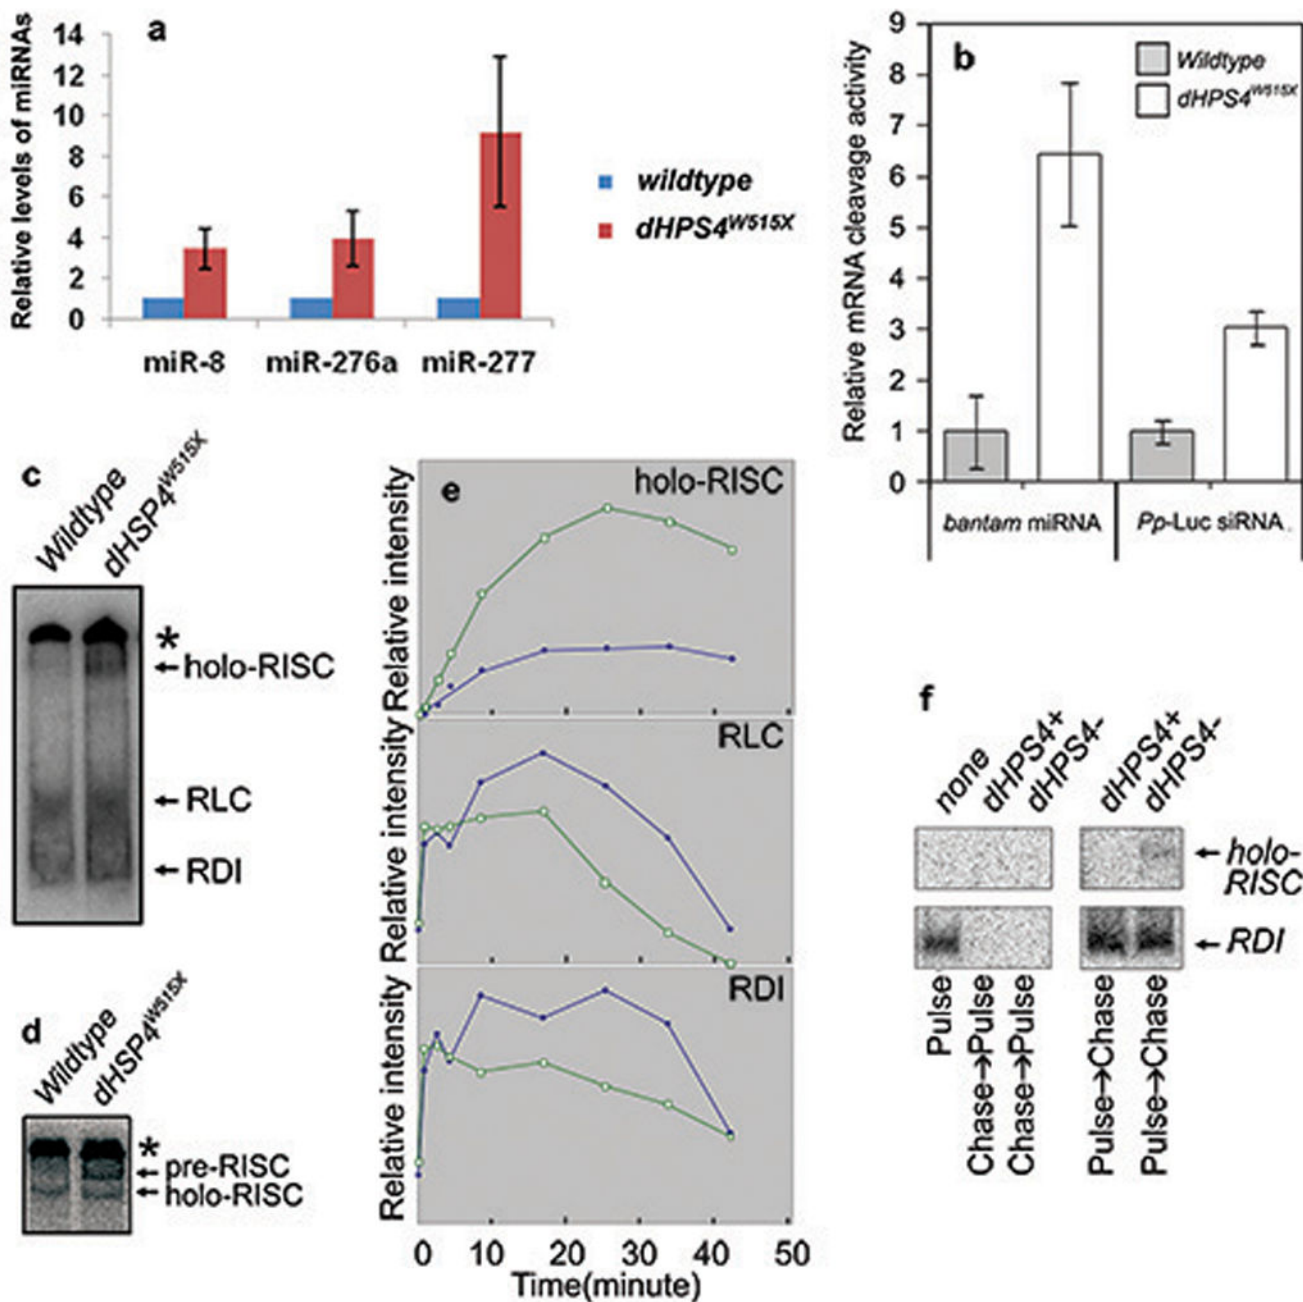 a
Relative levels of miRNAs
14
12
10
8
6
4
2
0
miR-8 miR-276a miR-277
wildtype
dHPS4W515X
b
Relative mRNA cleavage activity
9
8
7
6
5
4
3
2
1
0
Wildtype
dHPS4W515X
bantam miRNA
Pp-Luc siRNA
c
Wildtype
dHSP4W515X
*
holo-RISC
RLC
RDI
d
Wildtype
dHSP4W515X
*
pre-RISC
holo-RISC
e
holo-RISC
Relative intensity
RLC
Relative intensity
RDI
Relative intensity
0 10 20 30 40 50
Time(minute)
f
none
dHPS4+
dHPS4-
dHPS4+
dHPS4-
holo-
RISC
RDI
Pulse
Chase→Pulse
Chase→Pulse
Pulse→Chase
Pulse→Chase